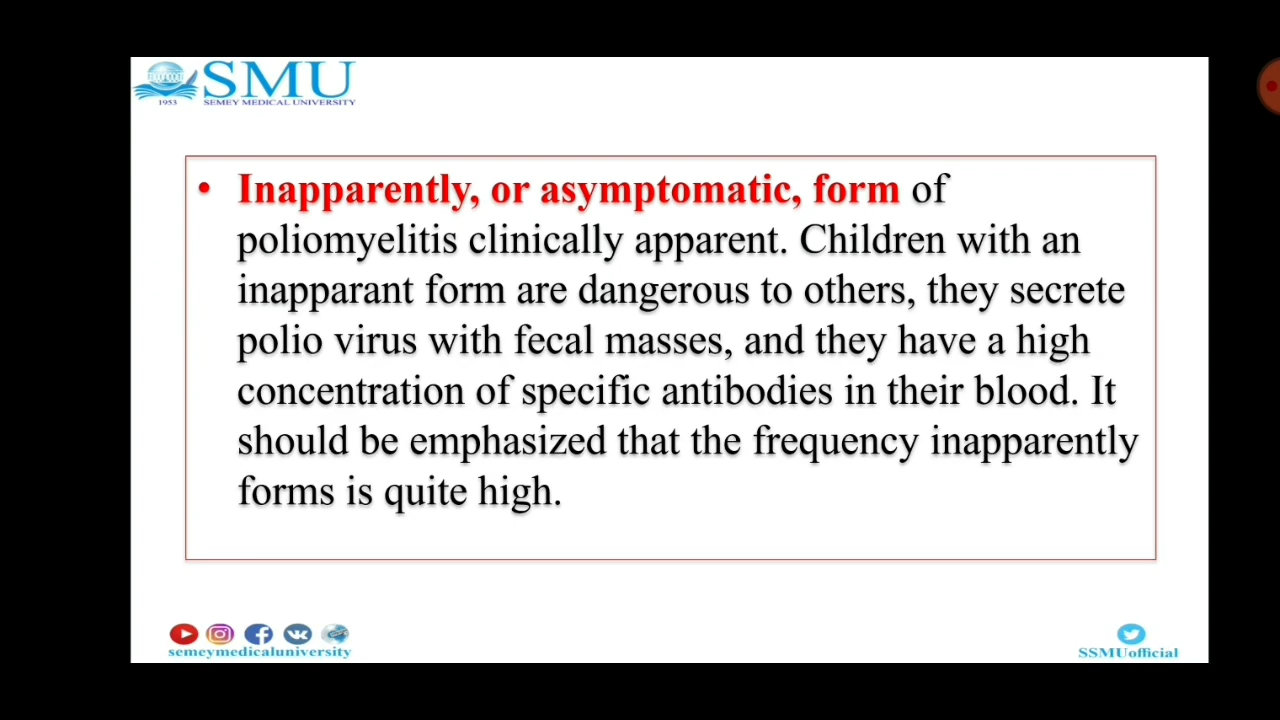 SMU
1953 SEMEY MEDICAL UNIVERSITY
• Inapparently, or asymptomatic, form of
poliomyelitis clinically apparent. Children with an
inapparant form are dangerous to others, they secrete
polio virus with fecal masses, and they have a high
concentration of specific antibodies in their blood. It
should be emphasized that the frequency inapparently
forms is quite high.
semeymedicaluniversity
SSMUofficial